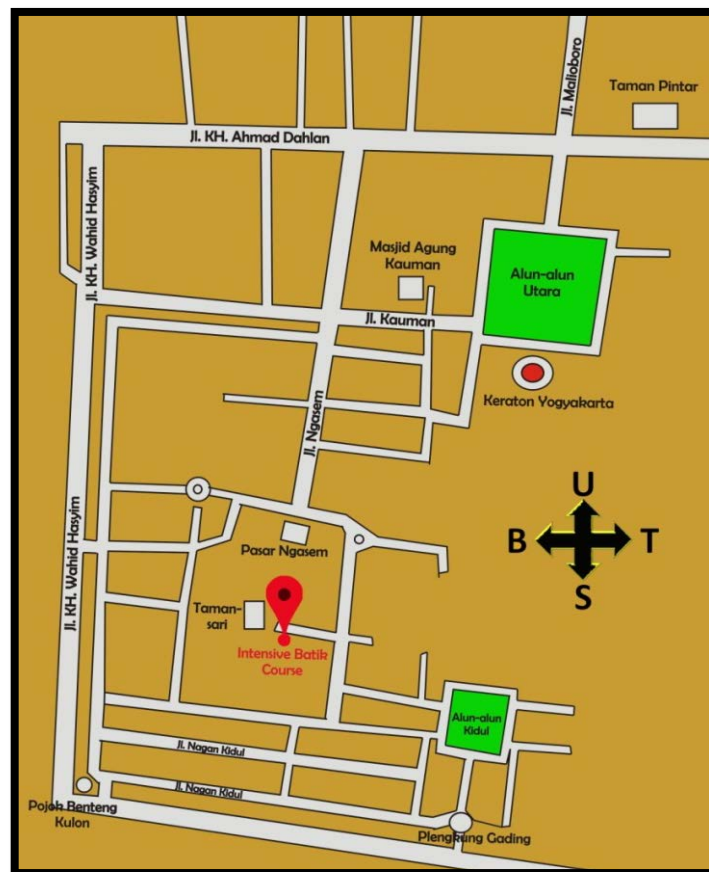 Jl. Malioboro
Taman Pintar
Jl. KH. Ahmad Dahlan
Jl. KH. Wahid Hasyim
Masjid Agung
Kauman
Alun-alun
Utara
Jl. Kauman
Keraton Yogyakarta
Jl. Ngasem
U
B
T
S
Pasar Ngasem
Jl. KH. Wahid Hasyim
Taman-
sari
Intensive Batik
Course
Alun-alun
Kidul
Jl. Nagan Kidul
Jl. Nagan Kidul
Pojok Benteng
Kulon
Plengkung Gading